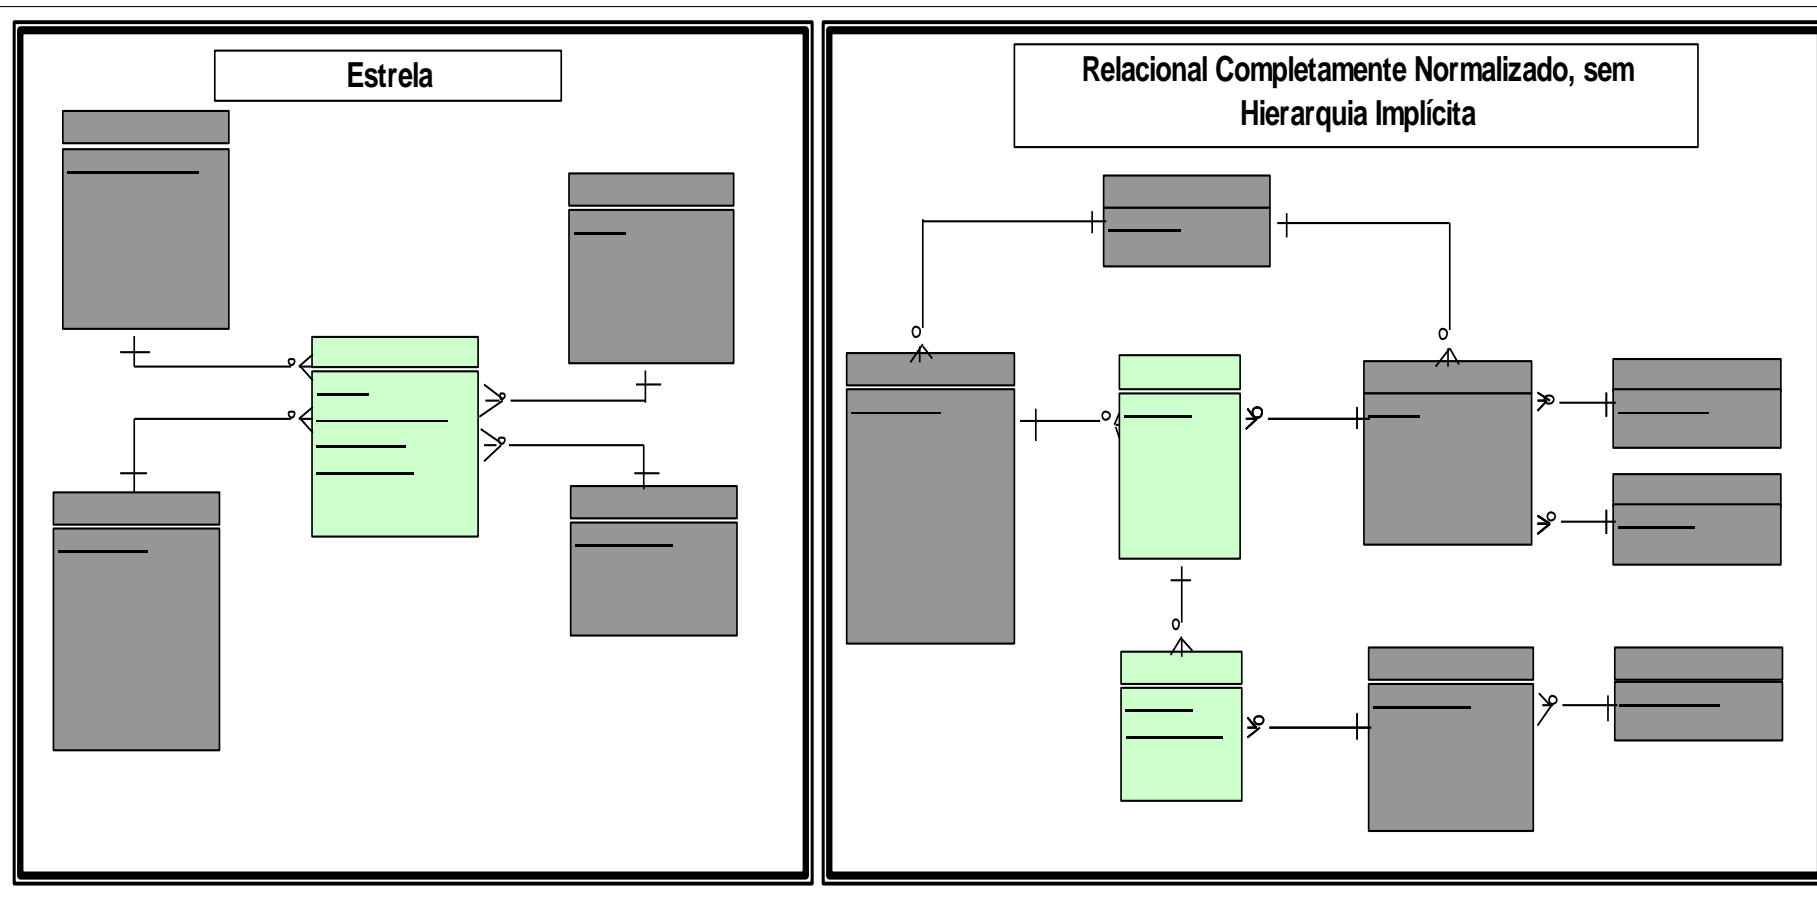 Estrela
Relacional Completamente Normalizado, sem
Hierarquia Implícita